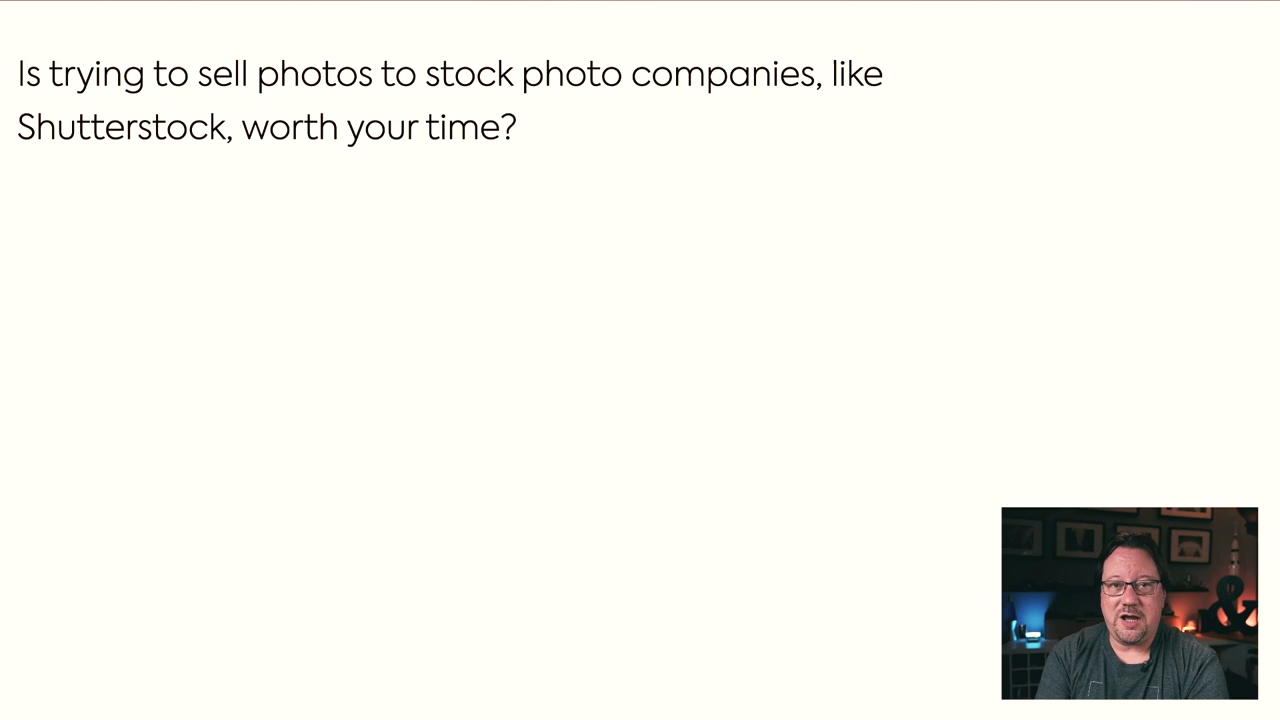 Is trying to sell photos to stock photo companies, like
Shutterstock, worth your time?